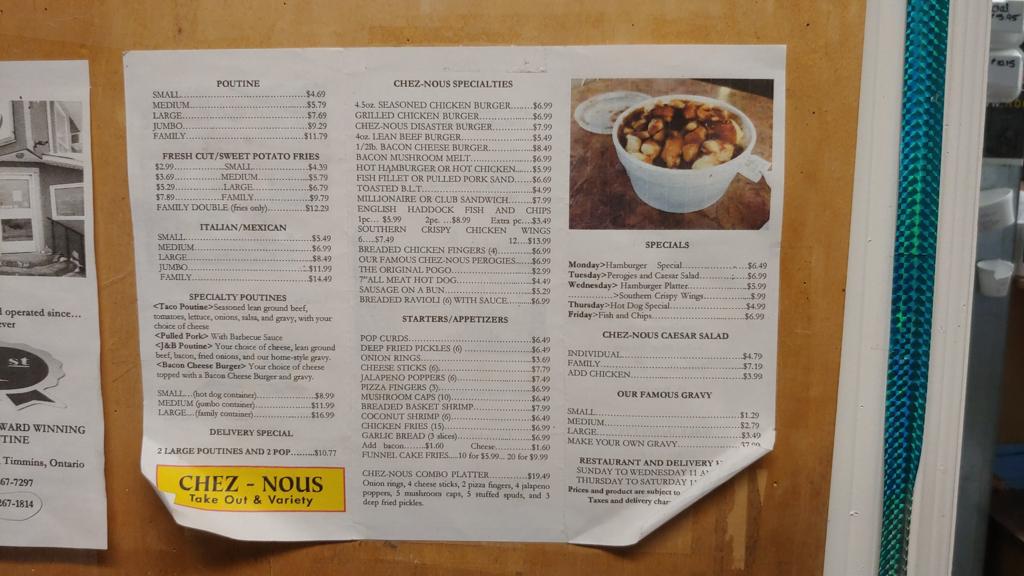 l operated since...
ever
st
WARD WINNING
TINE
Timmins, Ontario
67-7297
267-1814
POUTINE
SMALL.....$4.69
MEDIUM.....$5.79
LARGE.....$7.69
JUMBO.....$9.29
FAMILY.....$11.79
FRESH CUT/SWEET POTATO FRIES
$2.99.....SMALL.....$4.39
$3.69.....MEDIUM.....$5.79
$5.29.....LARGE.....$6.79
$7.89.....FAMILY.....$9.79
FAMILY DOUBLE (fries only).....$12.29
ITALIAN/MEXICAN
SMALL.....$5.49
MEDIUM.....$6.99
LARGE.....$8.49
JUMBO.....$11.99
FAMILY.....$14.49
SPECIALTY POUTINES
<Taco Poutine>Seasoned lean ground beef,
tomatoes, lettuce, onions, salsa, and gravy, with your
choice of cheese
<Pulled Pork> With Barbecue Sauce
<J&B Poutine> Your choice of cheese, lean ground
beef, bacon, fried onions, and our home-style gravy.
<Bacon Cheese Burger> Your choice of cheese
topped with a Bacon Cheese Burger and gravy.
SMALL...(hot dog container).....$8.99
MEDIUM (jumbo container).....$11.99
LARGE....(family container).....$16.99
DELIVERY SPECIAL
2 LARGE POUTINES AND 2 POP.....$10.77
CHEZ - NOUS
Take Out & Variety
CHEZ-NOUS SPECIALTIES
4.5oz. SEASONED CHICKEN BURGER.....$6.99
GRILLED CHICKEN BURGER.....$6.99
CHEZ-NOUS DISASTER BURGER.....$7.99
4oz. LEAN BEEF BURGER.....$5.49
1/2lb. BACON CHEESE BURGER.....$8.49
BACON MUSHROOM MELT.....$6.99
HOT HAMBURGER OR HOT CHICKEN.....$5.99
FISH FILLET OR PULLED PORK SAND.....$6.69
TOASTED B.L.T.....$4.99
MILLIONAIRE OR CLUB SANDWICH.....$7.99
ENGLISH HADDOCK FISH AND CHIPS
1pc... $5.99 2pc. ...$8.99 Extra pc...$3.49
SOUTHERN CRISPY CHICKEN WINGS
6....$7.49 12....$13.99
BREADED CHICKEN FINGERS (4).....$6.99
OUR FAMOUS CHEZ-NOUS PEROGIES.....$6.99
THE ORIGINAL POGO.....$2.99
7"ALL MEAT HOT DOG.....$4.49
SAUSAGE ON A BUN.....$5.29
BREADED RAVIOLI (6) WITH SAUCE.....$6.99
STARTERS/APPETIZERS
POP CURDS.....$6.49
DEEP FRIED PICKLES (6).....$6.49
ONION RINGS.....$3.69
CHEESE STICKS (6).....$7.79
JALAPENO POPPERS (6).....$7.49
PIZZA FINGERS (5).....$6.99
MUSHROOM CAPS (10).....$6.49
BREADED BASKET SHRIMP.....$7.99
COCONUT SHRIMP (6).....$6.49
CHICKEN FRIES (15).....$6.99
GARLIC BREAD (3 slices).....$6.99
Add bacon......$1.60 Cheese.....$1.60
FUNNEL CAKE FRIES....10 for $5.99... 20 for $9.99
CHEZ-NOUS COMBO PLATTER.....$19.49
Onion rings, 4 cheese sticks, 2 pizza fingers, 4 jalapeno
poppers, 5 mushroom caps, 5 stuffed spuds, and 3
deep fried pickles.
SPECIALS
Monday>Hamburger Special.....$6.49
Tuesday>Perogies and Caesar Salad.....$6.99
Wednesday> Hamburger Platter.....$5.99
.....>Southern Crispy Wings.....$.99
Thursday>Hot Dog Special.....$4.99
Friday>Fish and Chips.....$6.99
CHEZ-NOUS CAESAR SALAD
INDIVIDUAL.....$4.79
FAMILY.....$7.19
ADD CHICKEN.....$3.99
OUR FAMOUS GRAVY
SMALL.....$1.29
MEDIUM.....$2.79
LARGE.....$3.49
MAKE YOUR OWN GRAVY
RESTAURANT AND DELIVERY
SUNDAY TO WEDNESDAY 11
THURSDAY TO SATURDAY
Prices and product are subject to
Taxes and delivery char